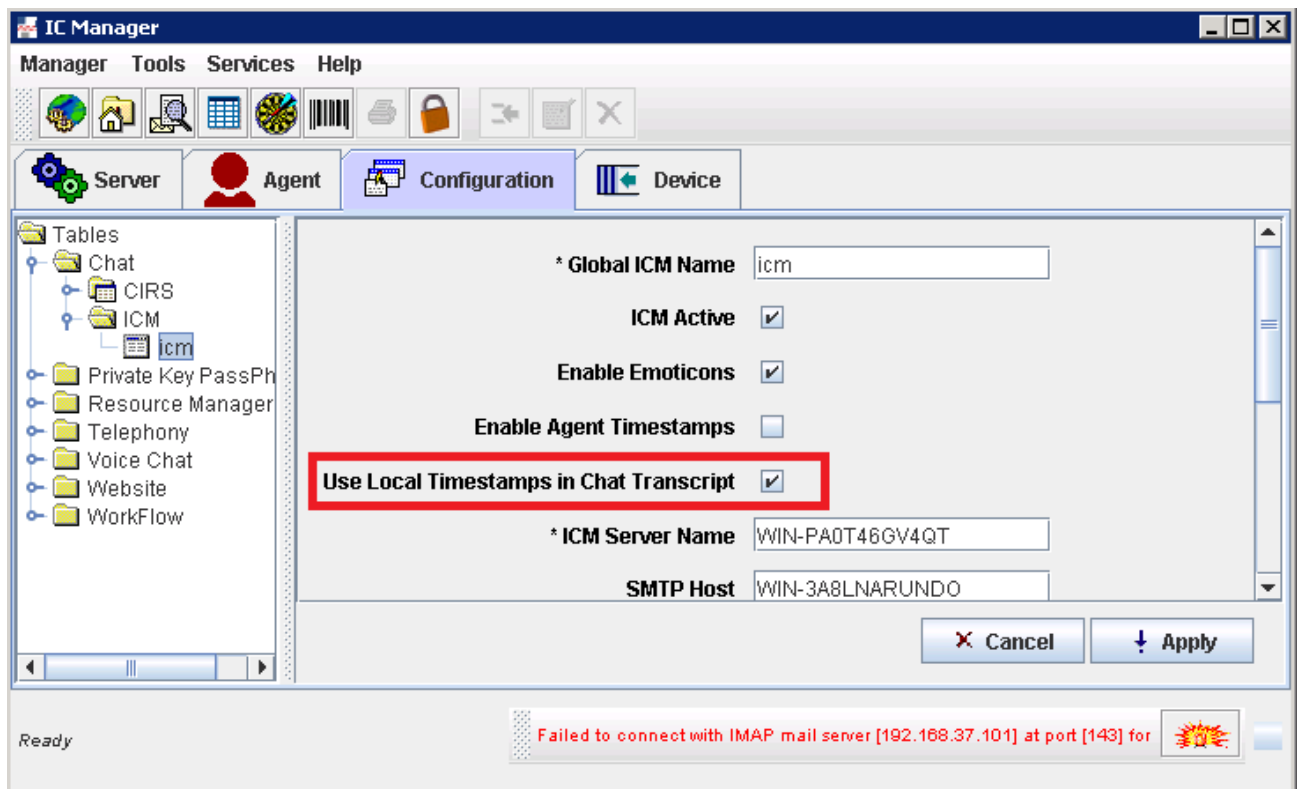 IC Manager
Manager Tools Services Help
Server Agent Configuration Device
Tables
Chat
CIRS
ICM
icm
Private Key PassPh
Resource Manager
Telephony
Voice Chat
Website
WorkFlow
* Global ICM Name icm
ICM Active
Enable Emoticons
Enable Agent Timestamps
Use Local Timestamps in Chat Transcript
* ICM Server Name WIN-PA0T46GV4QT
SMTP Host WIN-3A8LNARUNDO
Cancel Apply
Ready
Failed to connect with IMAP mail server [192.168.37.101] at port [143] for